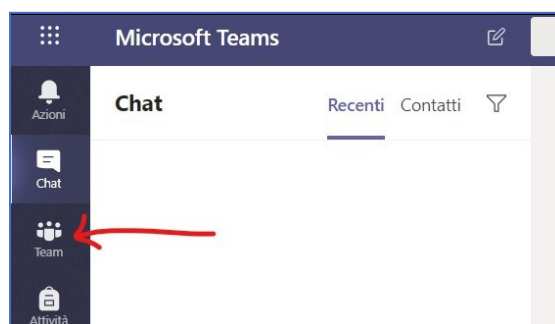 Microsoft Teams
Azioni
Chat Recenti Contatti
Chat
Team
Attività